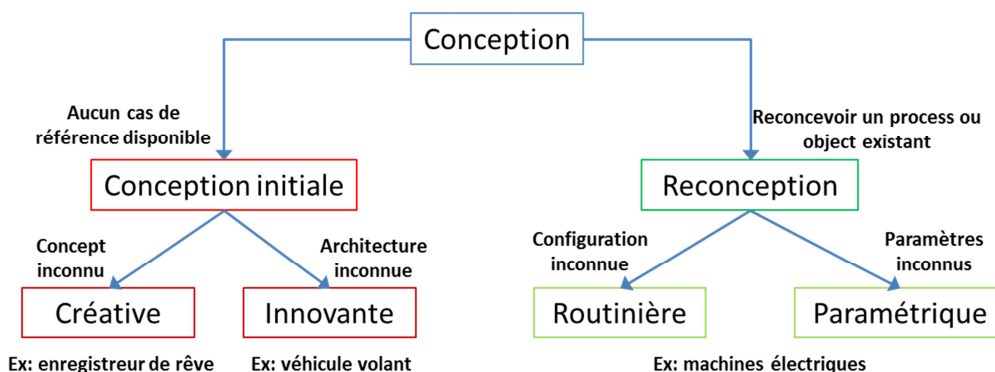 Conception
Aucun cas de
référence disponible
Reconcevoir un process ou
object existant
Conception initiale
Reconception
Concept
inconnu
Architecture
inconnue
Configuration
inconnue
Paramètres
inconnus
Créative
Innovante
Routinière
Paramétrique
Ex: enregistreur de rêve
Ex: véhicule volant
Ex: machines électriques